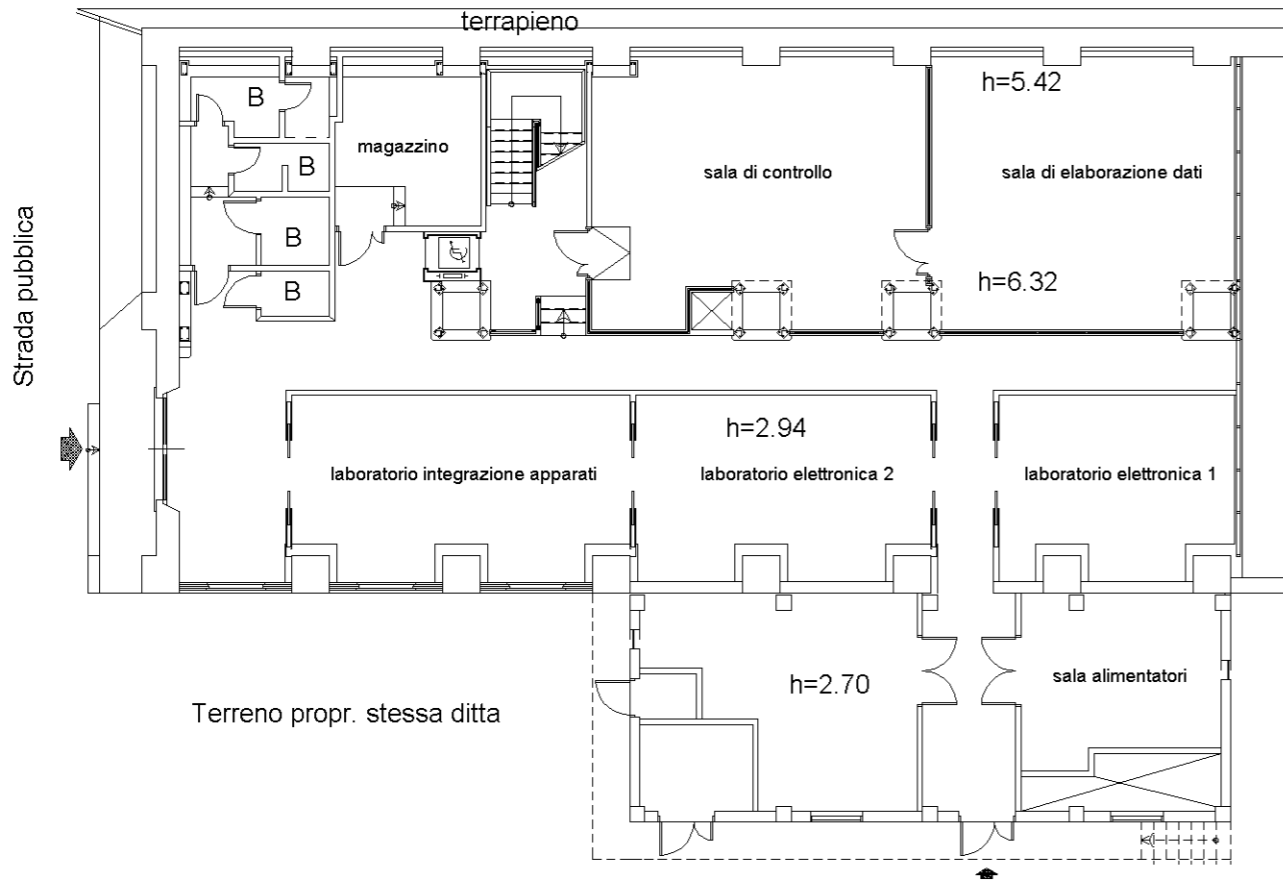 terrapieno
h=5.42
B
magazzino
B
sala di controllo
sala di elaborazione dati
B
h=6.32
B
Strada pubblica
h=2.94
laboratorio integrazione apparati
laboratorio elettronica 2
laboratorio elettronica 1
h=2.70
sala alimentatori
Terreno propr. stessa ditta